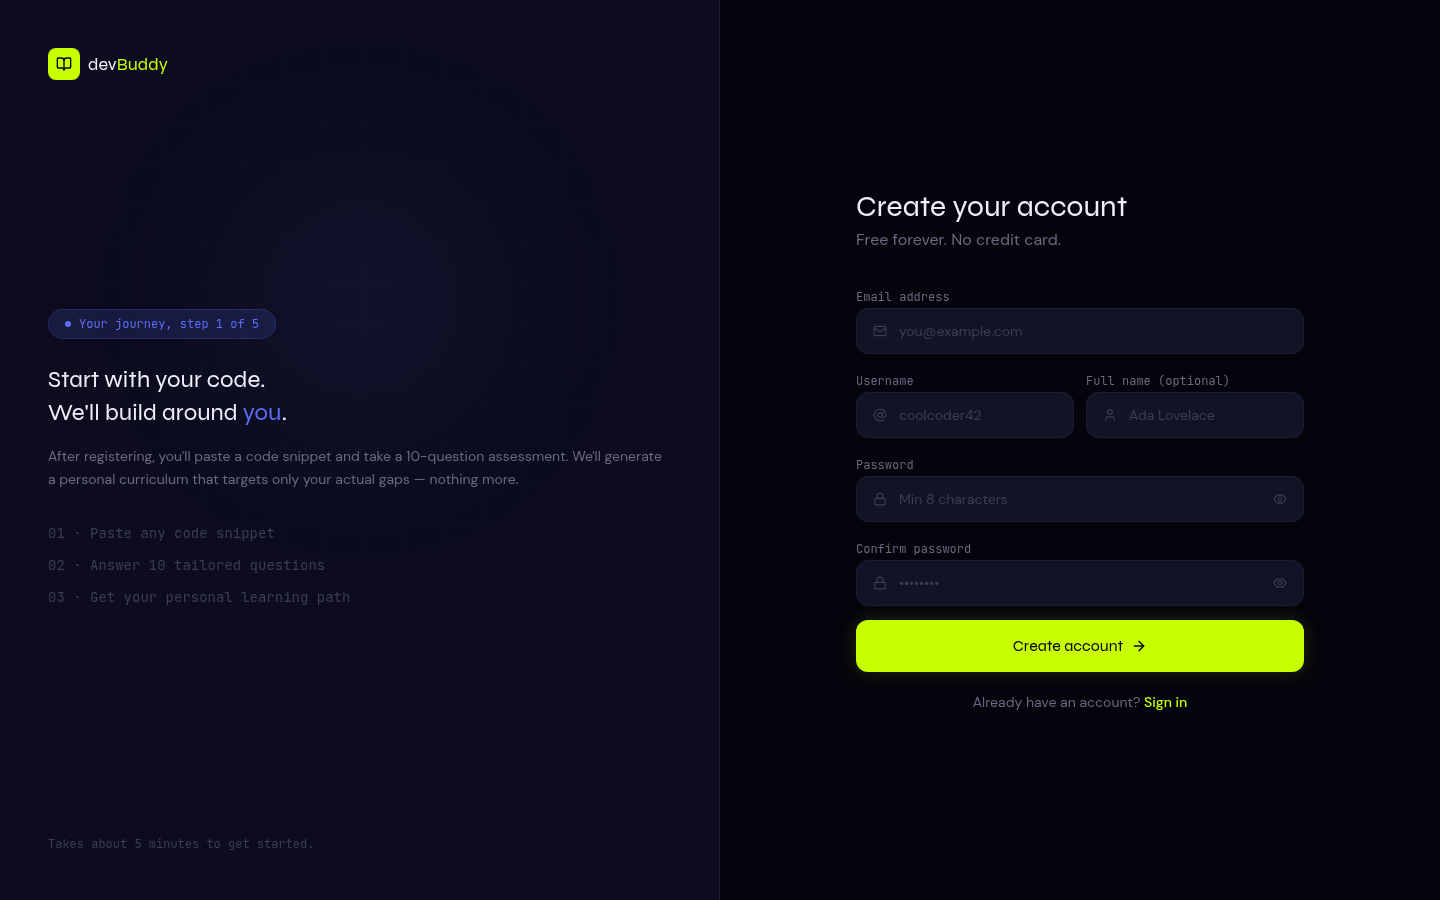 devBuddy
Your journey, step 1 of 5
Start with your code.
We'll build around you.
After registering, you'll paste a code snippet and take a 10-question assessment. We'll generate
a personal curriculum that targets only your actual gaps — nothing more.
01 · Paste any code snippet
02 · Answer 10 tailored questions
03 · Get your personal learning path
Takes about 5 minutes to get started.
Create your account
Free forever. No credit card.
Email address
you@example.com
Username
coolcoder42
Full name (optional)
Ada Lovelace
Password
Min 8 characters
Confirm password
••••••••
Create account →
Already have an account? Sign in